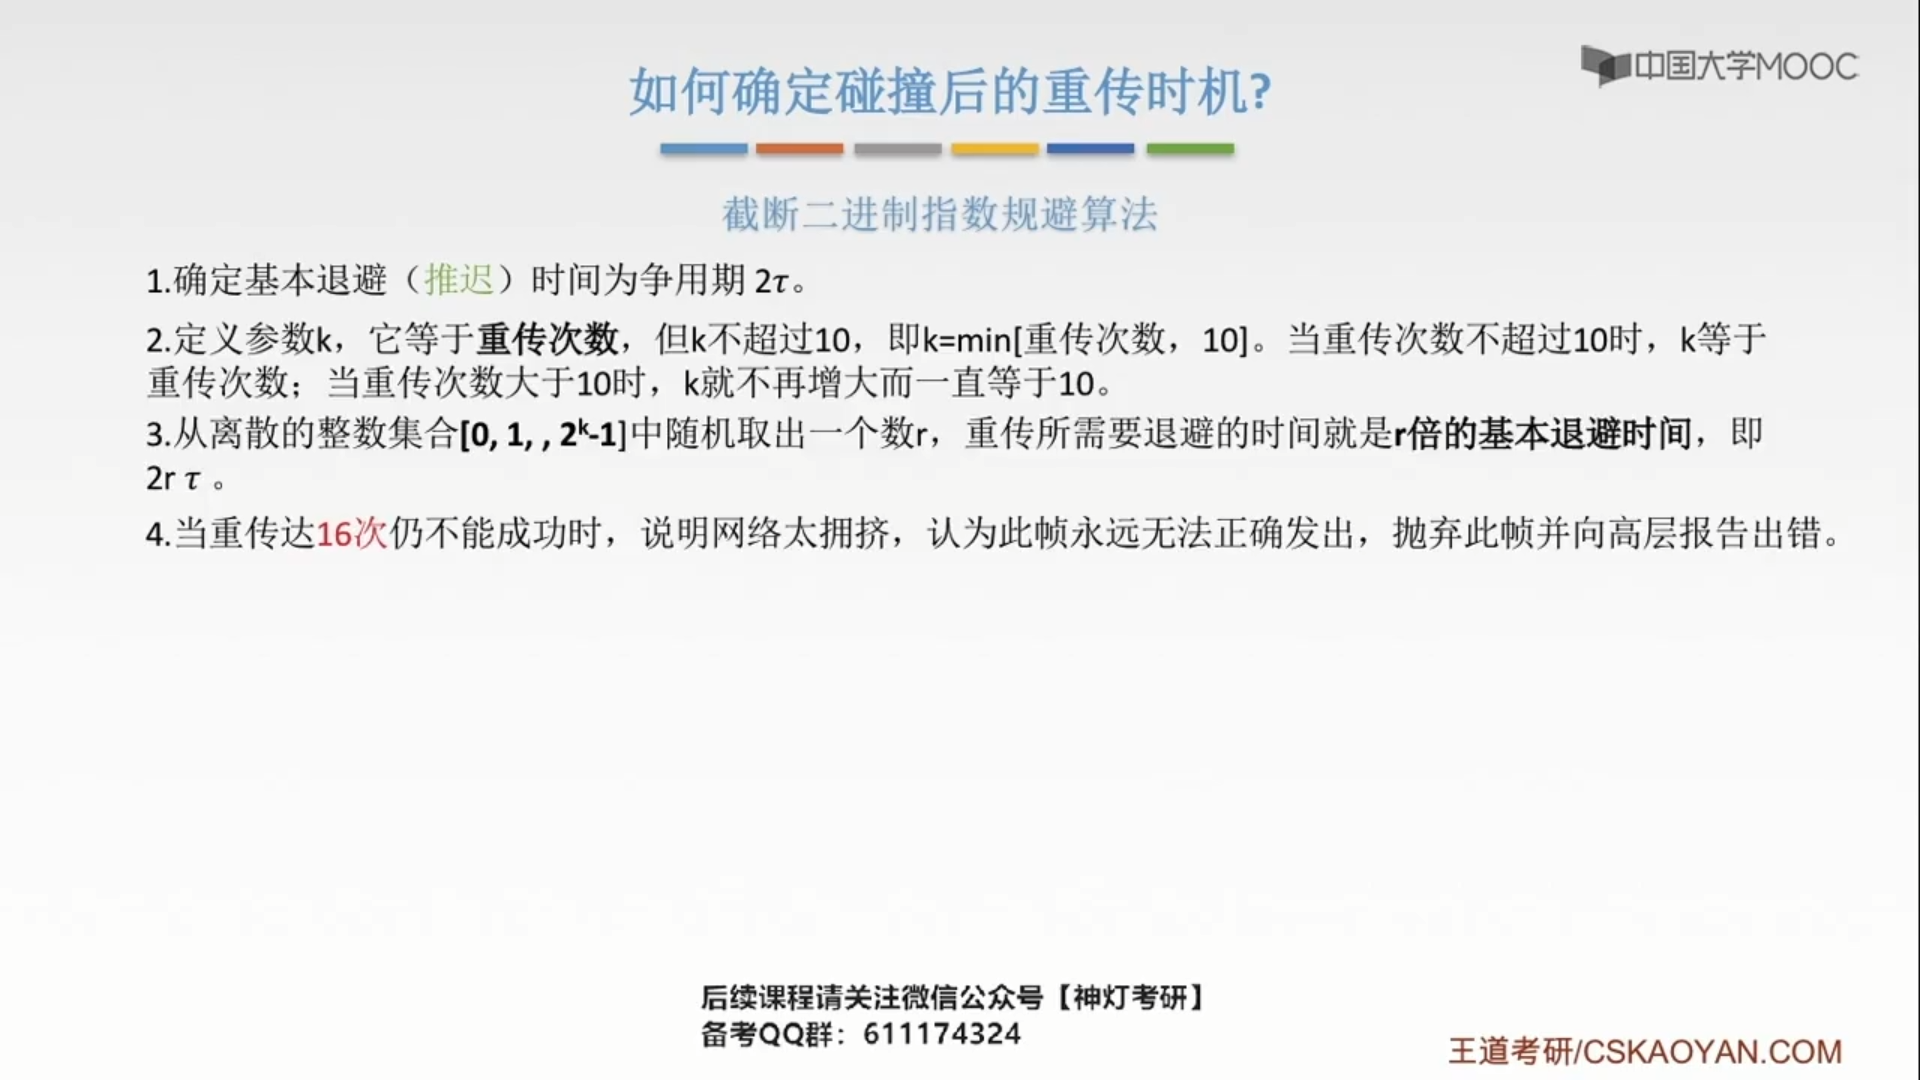 中国大学MOOC
如何确定碰撞后的重传时机?
截断二进制指数规避算法
1.确定基本退避（推迟）时间为争用期 2τ。
2.定义参数k，它等于重传次数，但k不超过10，即k=min[重传次数，10]。当重传次数不超过10时，k等于
重传次数；当重传次数大于10时，k就不再增大而一直等于10。
3.从离散的整数集合[0, 1, , 2ᵏ-1]中随机取出一个数r，重传所需要退避的时间就是r倍的基本退避时间，即
2r τ 。
4.当重传达16次仍不能成功时，说明网络太拥挤，认为此帧永远无法正确发出，抛弃此帧并向高层报告出错。
后续课程请关注微信公众号【神灯考研】
备考QQ群：611174324
王道考研/CSKAOYAN.COM